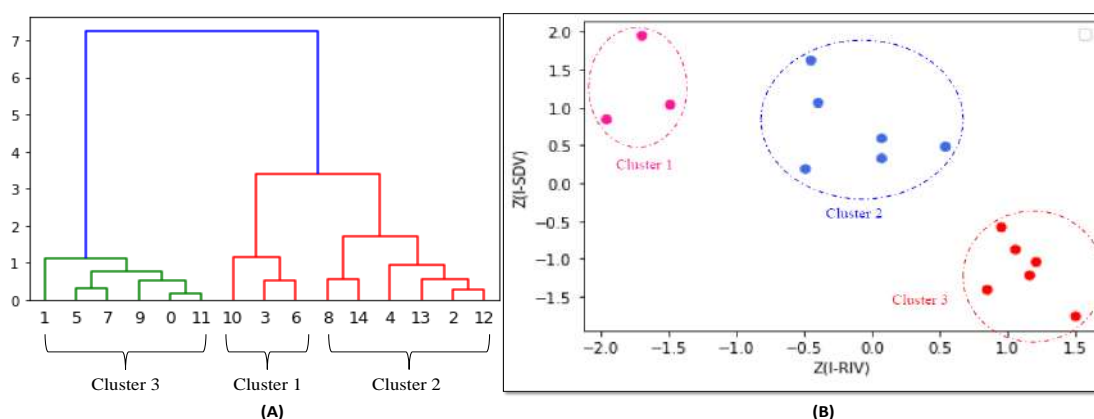 7
6
5
4
3
2
1
0
1 5 7 9 0 11 10 3 6 8 14 4 13 2 12
Cluster 3 Cluster 1 Cluster 2
(A)
Z(I-SDV)
2.0
1.5
1.0
0.5
0.0
−0.5
−1.0
−1.5
Cluster 1
Cluster 2
Cluster 3
−2.0 −1.5 −1.0 −0.5 0.0 0.5 1.0 1.5
Z(I-RIV)
(B)